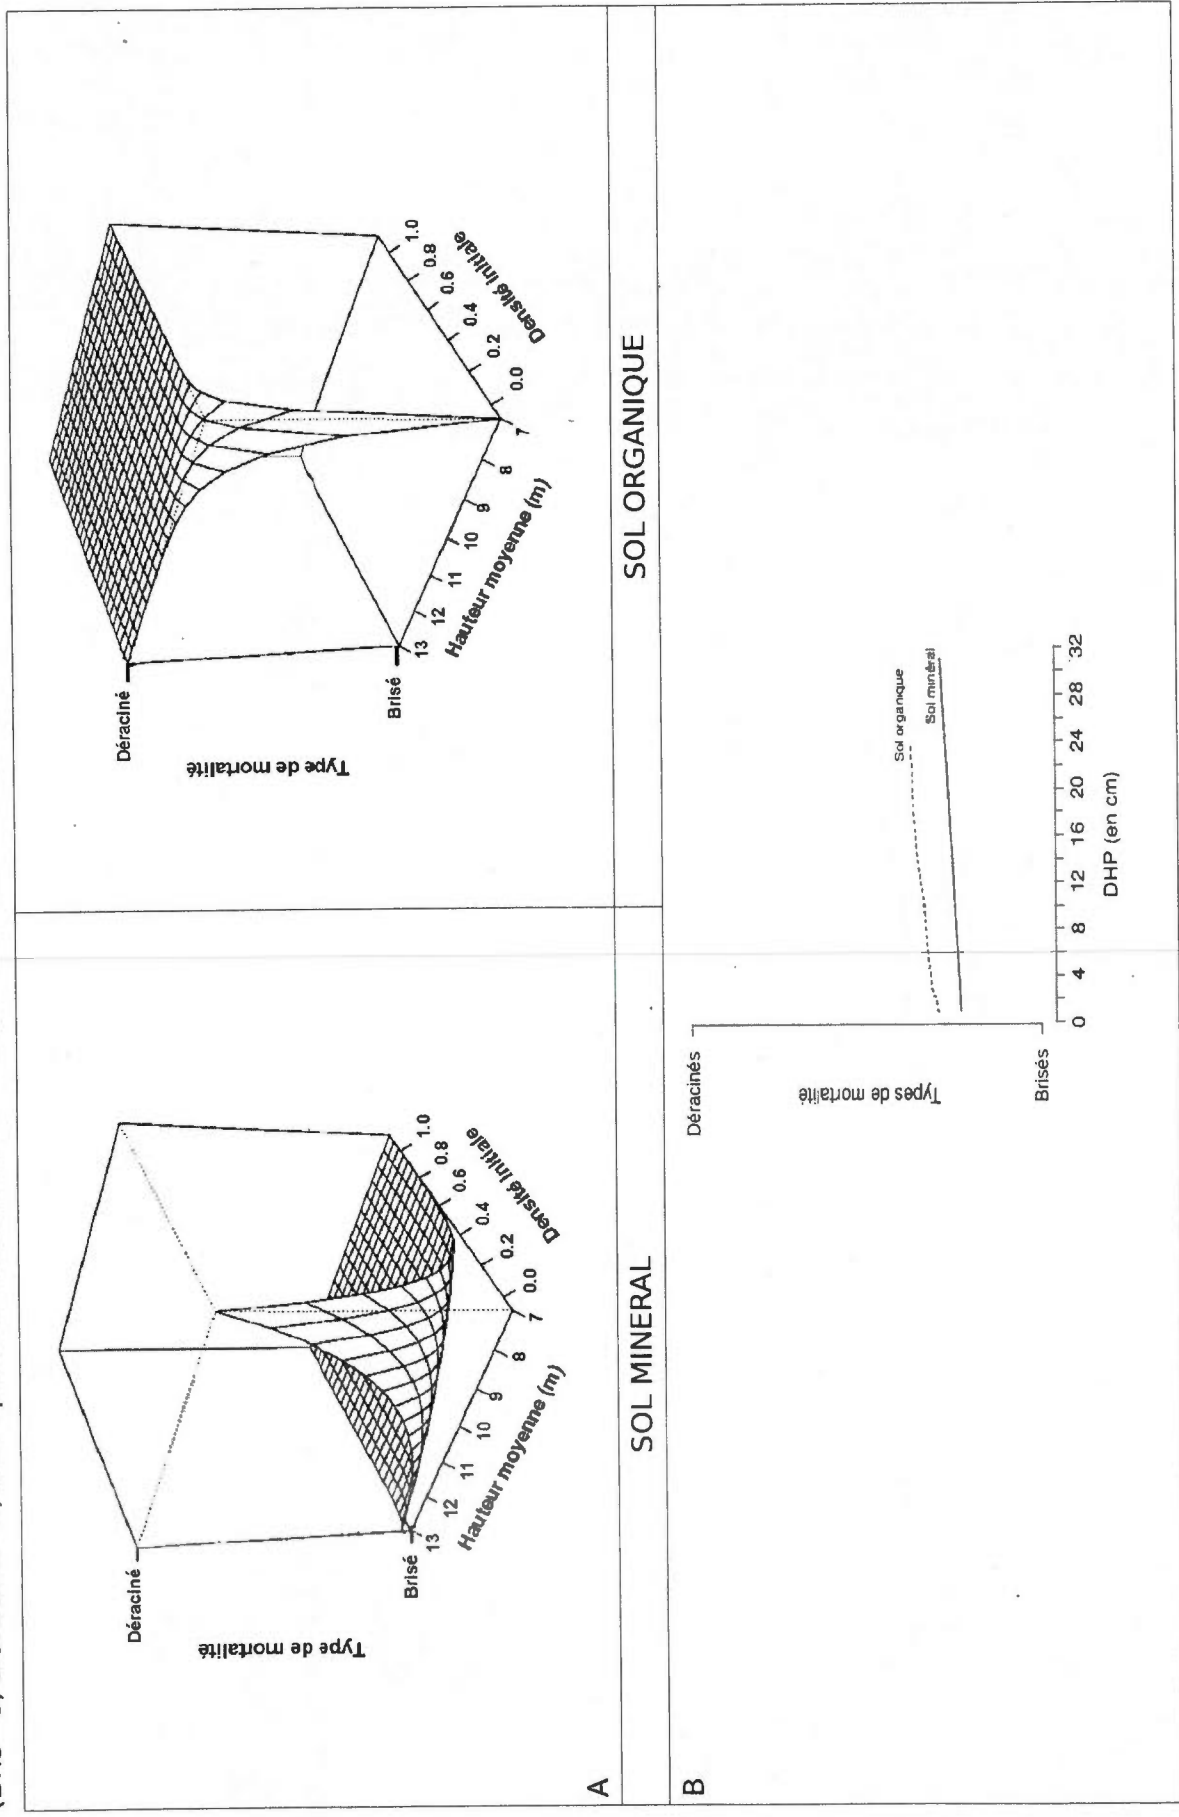 Déraciné
Type de mortalité
Brisé
13
12
11
10
9
8
7
Hauteur moyenne (m)
0.0
0.2
0.4
0.6
0.8
1.0
Densité initiale
Déraciné
Type de mortalité
Brisé
13
12
11
10
9
8
7
Hauteur moyenne (m)
0.0
0.2
0.4
0.6
0.8
1.0
Densité initiale
A
SOL MINERAL
SOL ORGANIQUE
B
Déracinés
Types de mortalité
Brisés
Sol organique
Sol minéral
0 4 8 12 16 20 24 28 32
DHP (en cm)